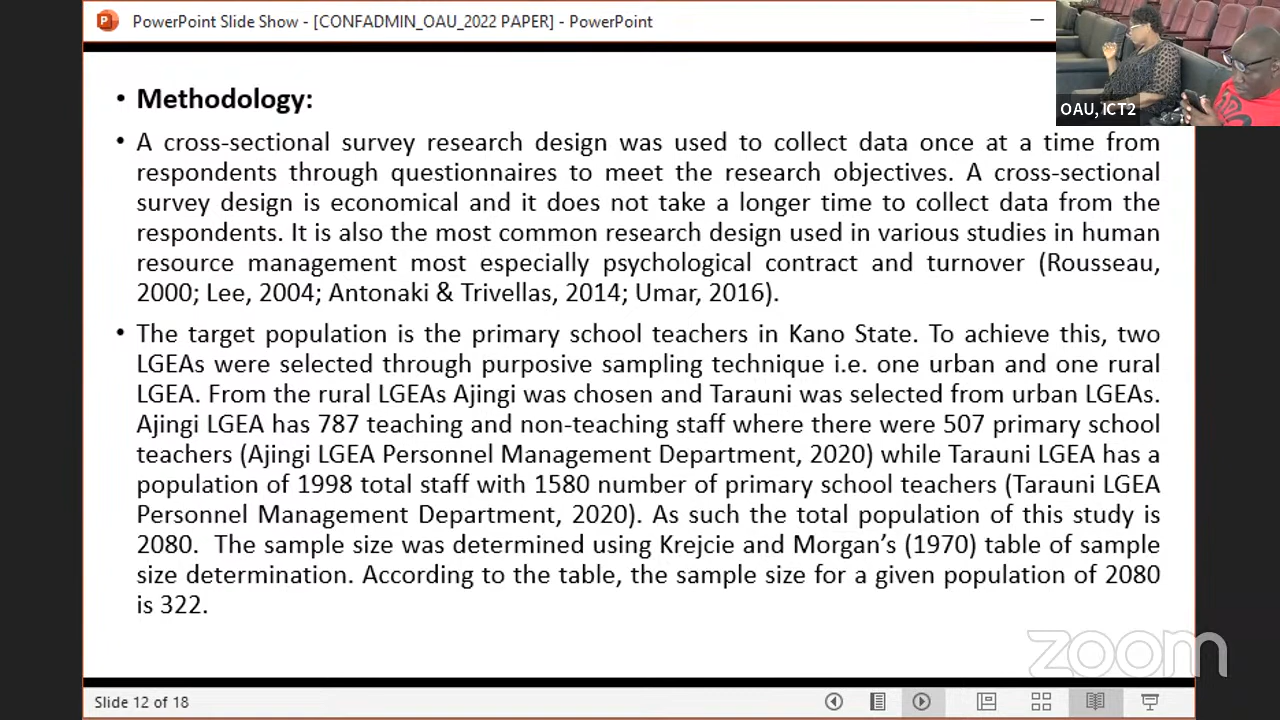 PowerPoint Slide Show - [CONFADMIN_OAU_2022 PAPER] - PowerPoint
OAU, ICT2
• Methodology:
• A cross-sectional survey research design was used to collect data once at a time from
respondents through questionnaires to meet the research objectives. A cross-sectional
survey design is economical and it does not take a longer time to collect data from the
respondents. It is also the most common research design used in various studies in human
resource management most especially psychological contract and turnover (Rousseau,
2000; Lee, 2004; Antonaki & Trivellas, 2014; Umar, 2016).
• The target population is the primary school teachers in Kano State. To achieve this, two
LGEAs were selected through purposive sampling technique i.e. one urban and one rural
LGEA. From the rural LGEAs Ajingi was chosen and Tarauni was selected from urban LGEAs.
Ajingi LGEA has 787 teaching and non-teaching staff where there were 507 primary school
teachers (Ajingi LGEA Personnel Management Department, 2020) while Tarauni LGEA has a
population of 1998 total staff with 1580 number of primary school teachers (Tarauni LGEA
Personnel Management Department, 2020). As such the total population of this study is
2080. The sample size was determined using Krejcie and Morgan's (1970) table of sample
size determination. According to the table, the sample size for a given population of 2080
is 322.
zoom
Slide 12 of 18